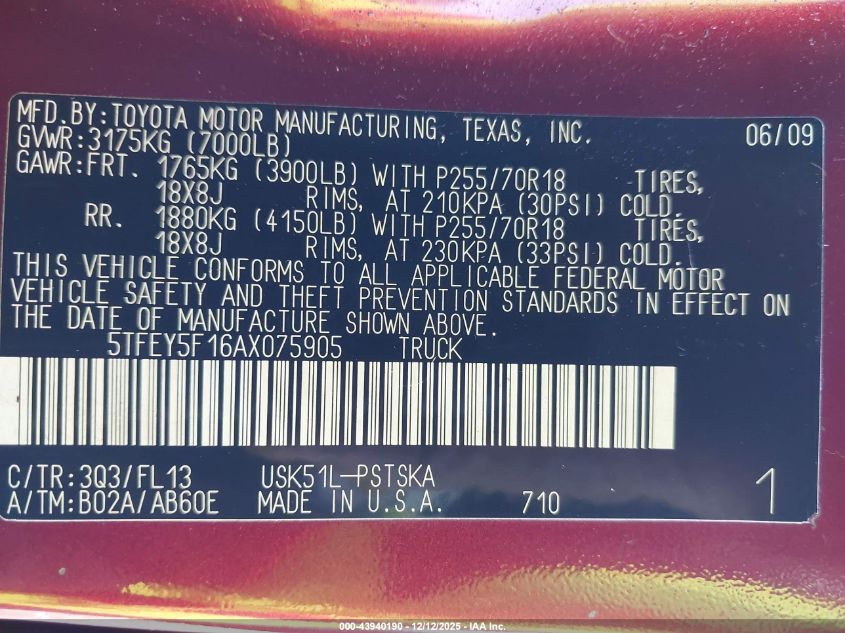 MFD.BY:TOYOTA MOTOR MANUFACTURING, TEXAS, INC. 06/09
GVWR:3175KG (7000LB)
GAWR:FRT. 1765KG (3900LB) WITH P255/70R18 TIRES,
18X8J RIMS, AT 210KPA (30PSI) COLD.
RR. 1880KG (4150LB) WITH P255/70R18 TIRES,
18X8J RIMS, AT 230KPA (33PSI) COLD.
THIS VEHICLE CONFORMS TO ALL APPLICABLE FEDERAL MOTOR
VEHICLE SAFETY AND THEFT PREVENTION STANDARDS IN EFFECT ON
THE DATE OF MANUFACTURE SHOWN ABOVE.
5TFEY5F16AX075905 TRUCK
C/TR:3Q3/FL13 USK51L-PSTSKA
A/TM:B02A/AB60E MADE IN U.S.A. 710 1
000-43940190 - 12/12/2025 - IAA Inc.